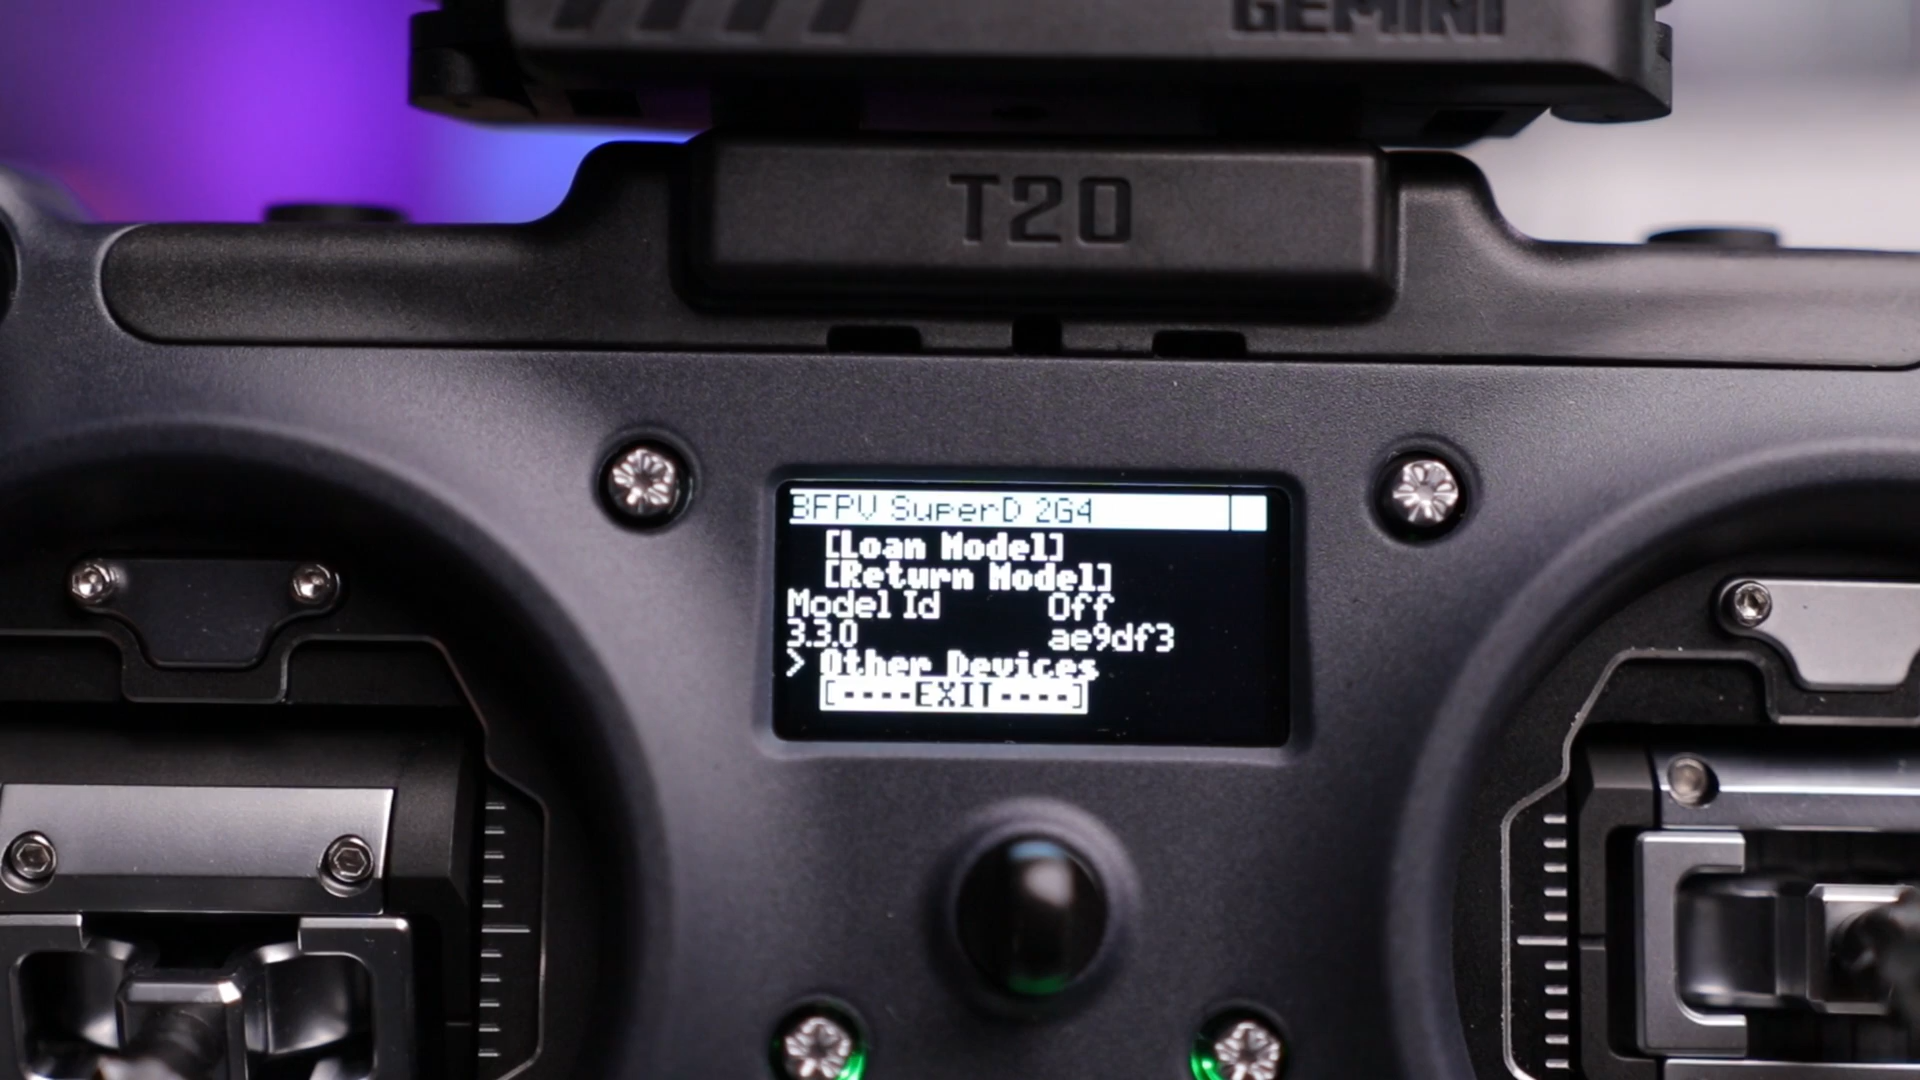 GEMINI
T20
BFPV SuperD 2G4
[Loan Model]
[Return Model]
Model Id Off
3.3.0 ae9df3
> Other Devices
[----EXIT----]